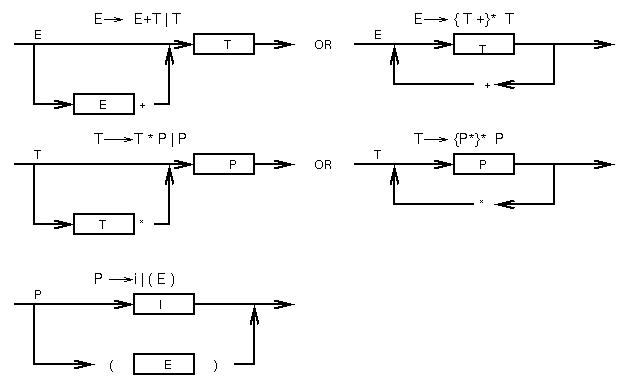 E→ E+T | T
E→ { T +}* T
E
T
OR
E
T
E +
+
T→T * P | P
T→ {P*}* P
T
P
OR
T
P
T *
*
P →i | ( E )
P
I
( E )